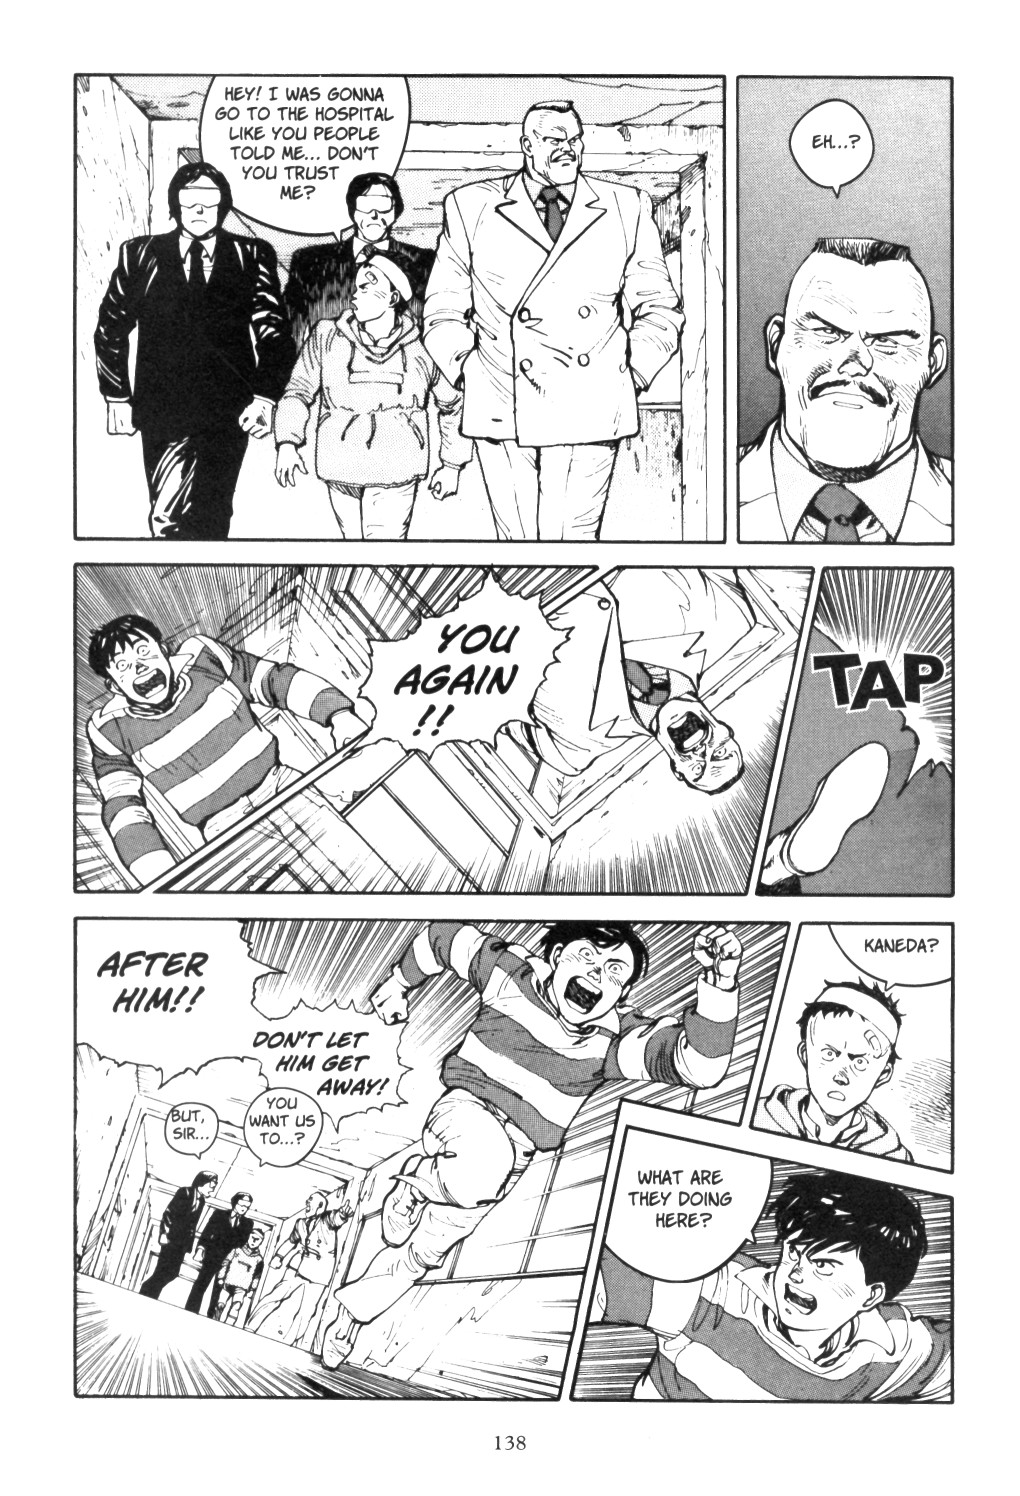 HEY! I WAS GONNA
GO TO THE HOSPITAL
LIKE YOU PEOPLE
TOLD ME... DON'T
YOU TRUST
ME?
EH...?
YOU
AGAIN
!!
TAP
AFTER
HIM!!
DON'T LET
HIM GET
AWAY!
BUT,
SIR...
YOU
WANT US
TO...?
KANEDA?
WHAT ARE
THEY DOING
HERE?
138